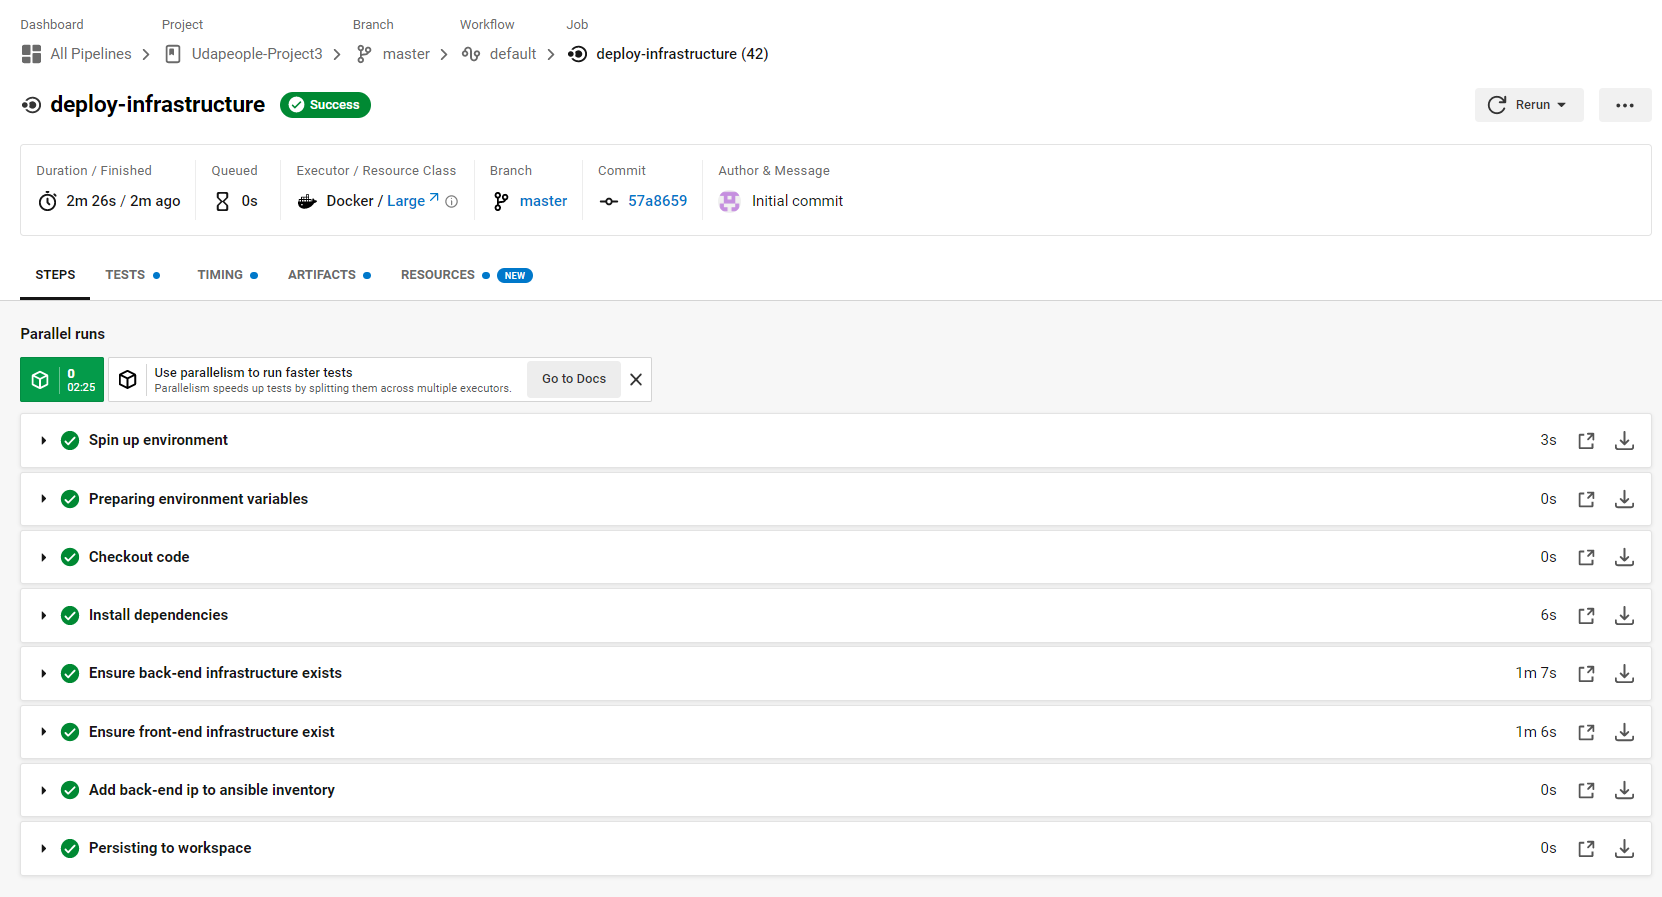 Dashboard Project Branch Workflow Job
All Pipelines Udapeople-Project3 master default deploy-infrastructure (42)
deploy-infrastructure Success Rerun
Duration / Finished Queued Executor / Resource Class Branch Commit Author & Message
2m 26s / 2m ago 0s Docker / Large master 57a8659 Initial commit
STEPS TESTS TIMING ARTIFACTS RESOURCES NEW
Parallel runs
0
02:25
Use parallelism to run faster tests
Parallelism speeds up tests by splitting them across multiple executors.
Go to Docs
Spin up environment 3s
Preparing environment variables 0s
Checkout code 0s
Install dependencies 6s
Ensure back-end infrastructure exists 1m 7s
Ensure front-end infrastructure exist 1m 6s
Add back-end ip to ansible inventory 0s
Persisting to workspace 0s